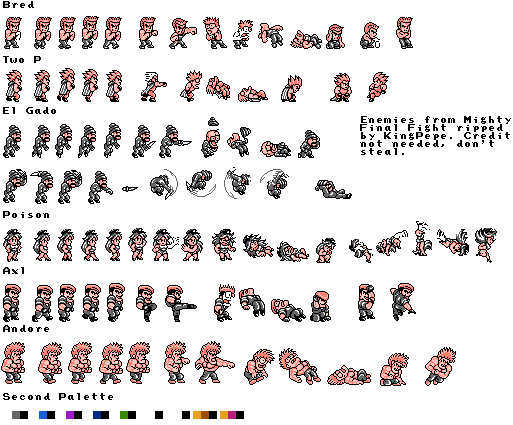 Bred
Two P
El Gado
Enemies from Mighty
Final Fight ripped
by KingPepe. Credit
not needed, don't
steal.
Poison
Axl
Andore
Second Palette